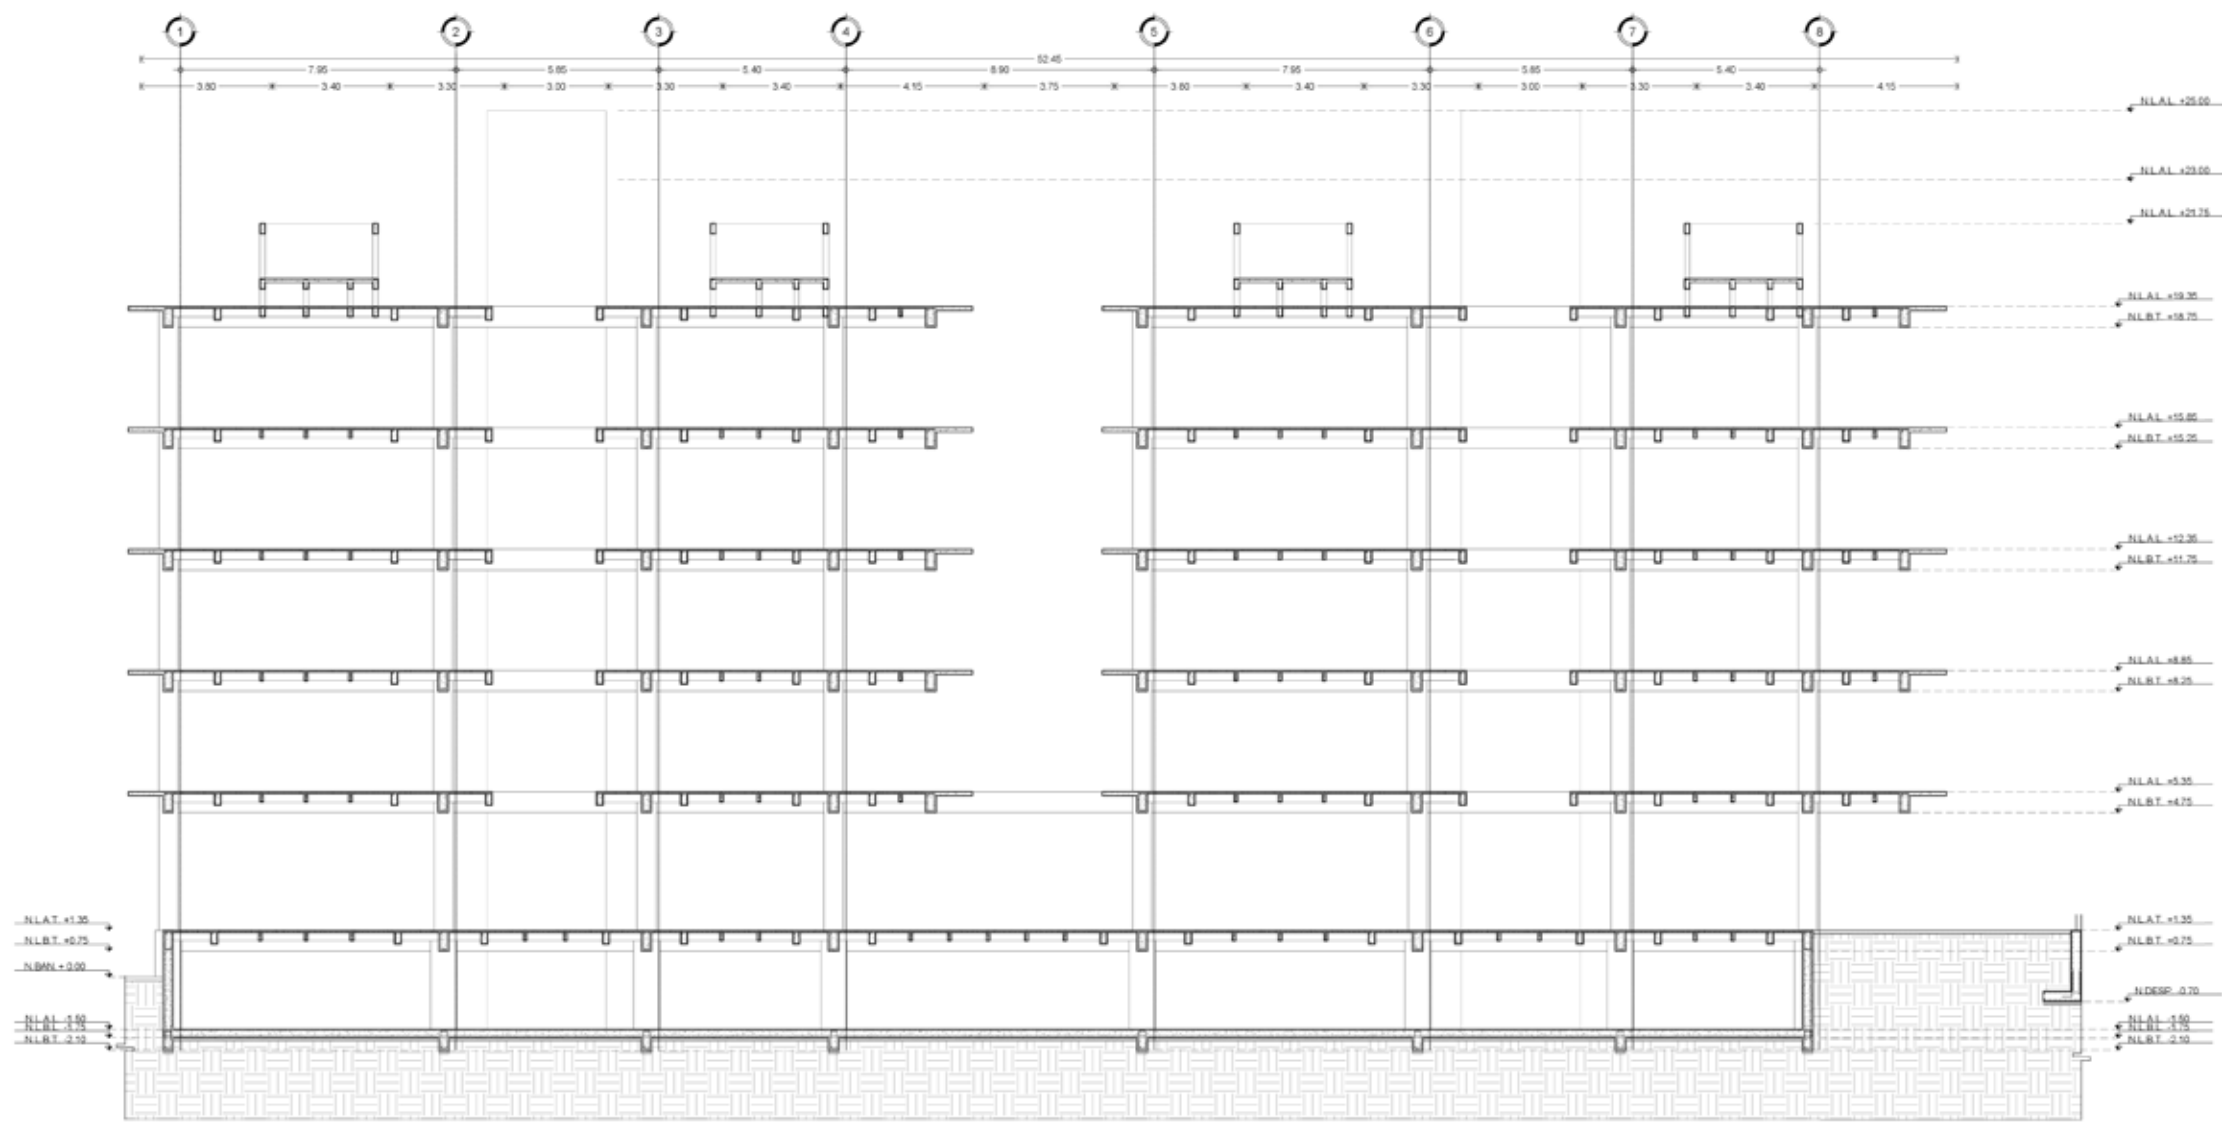 1 2 3 4 5 6 7 8
52.45
7.95 5.85 5.40 8.90 7.95 5.85 5.40
3.80 3.40 3.30 3.00 3.30 3.40 4.15 3.75 3.80 3.40 3.30 3.00 3.30 3.40 4.15
N.L.A.L. +25.00
N.L.A.L. +23.00
N.L.A.L. +21.75
N.L.A.L. +19.35
N.L.B.T. +18.75
N.L.A.L. +15.85
N.L.B.T. +15.25
N.L.A.L. +12.35
N.L.B.T. +11.75
N.L.A.L. +8.85
N.L.B.T. +8.25
N.L.A.L. +5.35
N.L.B.T. +4.75
N.L.A.T. +1.35
N.L.B.T. +0.75
N.BAN. + 0.00
N.L.A.L. -1.50
N.L.B.L. -1.75
N.L.B.T. -2.10
N.L.A.T. +1.35
N.L.B.T. +0.75
N.DESP. -0.70
N.L.A.L. -1.50
N.L.B.L. -1.75
N.L.B.T. -2.10